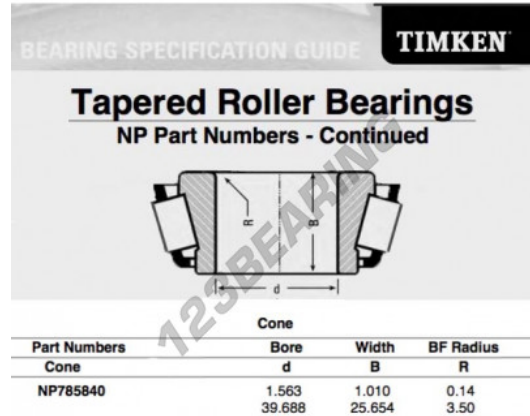 BEARING SPECIFICATION GUIDE
TIMKEN
Tapered Roller Bearings
NP Part Numbers - Continued
R
B
d
123BEARING
Cone
Part Numbers Bore Width BF Radius
Cone d B R
NP785840 1.563 1.010 0.14
39.688 25.654 3.50